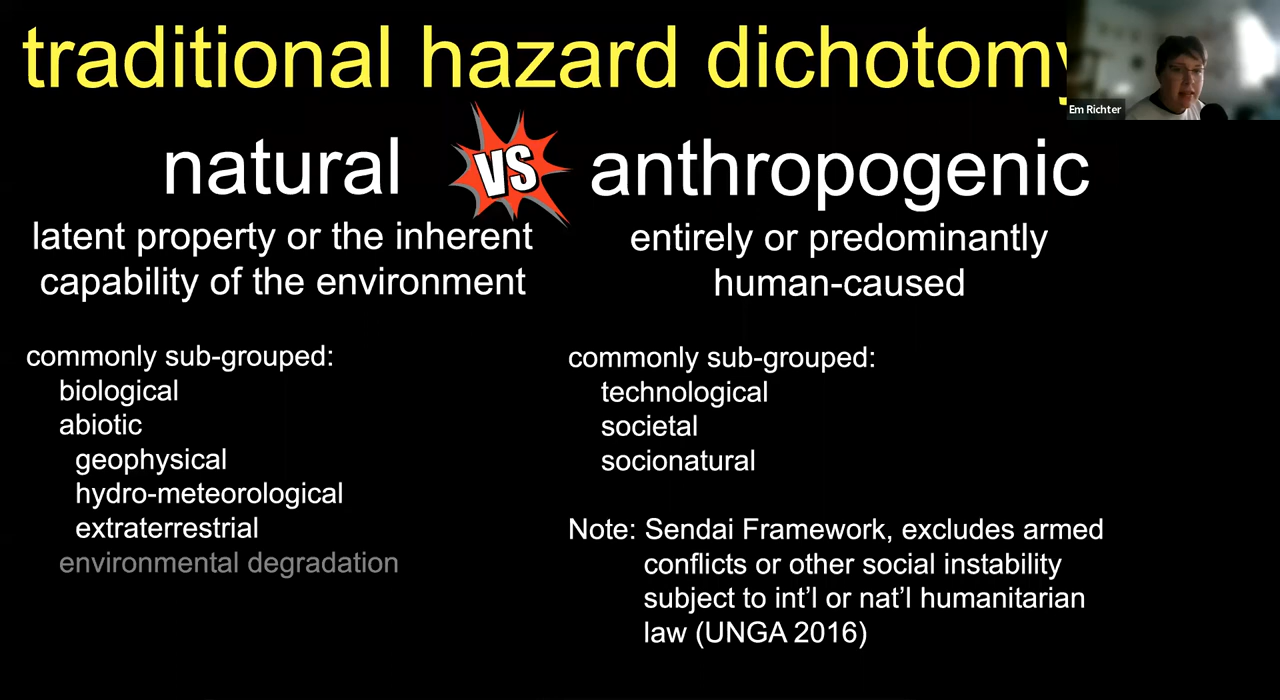 traditional hazard dichotomy
Em Richter
natural
VS
anthropogenic
latent property or the inherent
capability of the environment
entirely or predominantly
human-caused
commonly sub-grouped:
biological
abiotic
geophysical
hydro-meteorological
extraterrestrial
environmental degradation
commonly sub-grouped:
technological
societal
socionatural
Note: Sendai Framework, excludes armed
conflicts or other social instability
subject to int'l or nat'l humanitarian
law (UNGA 2016)